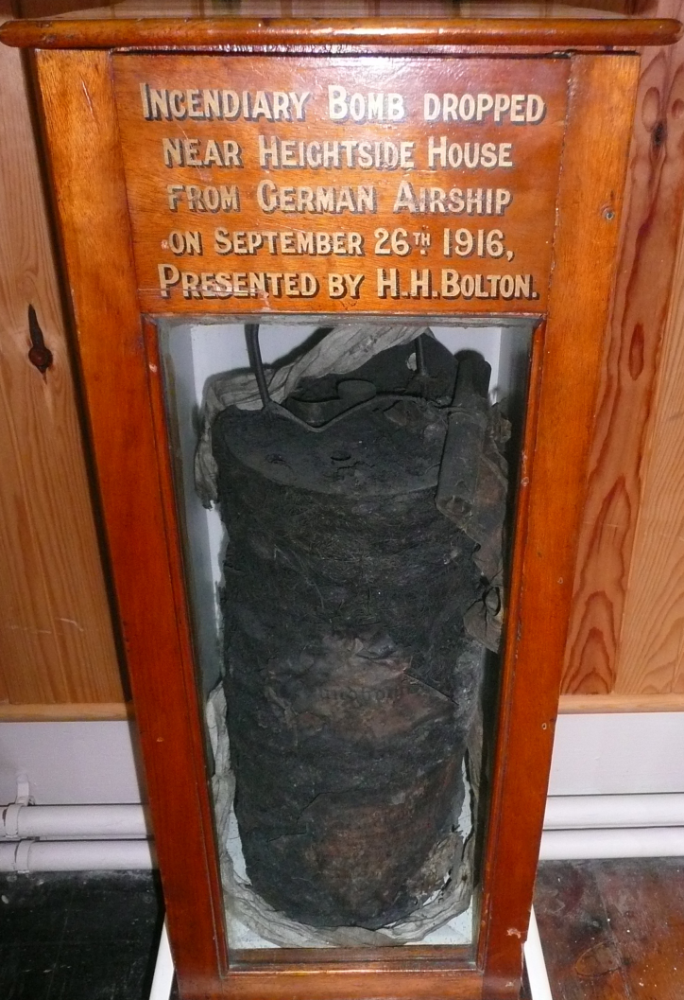 INCENDIARY BOMB DROPPED
NEAR HEIGHTSIDE HOUSE
FROM GERMAN AIRSHIP
ON SEPTEMBER 26TH 1916,
PRESENTED BY H.H.BOLTON.